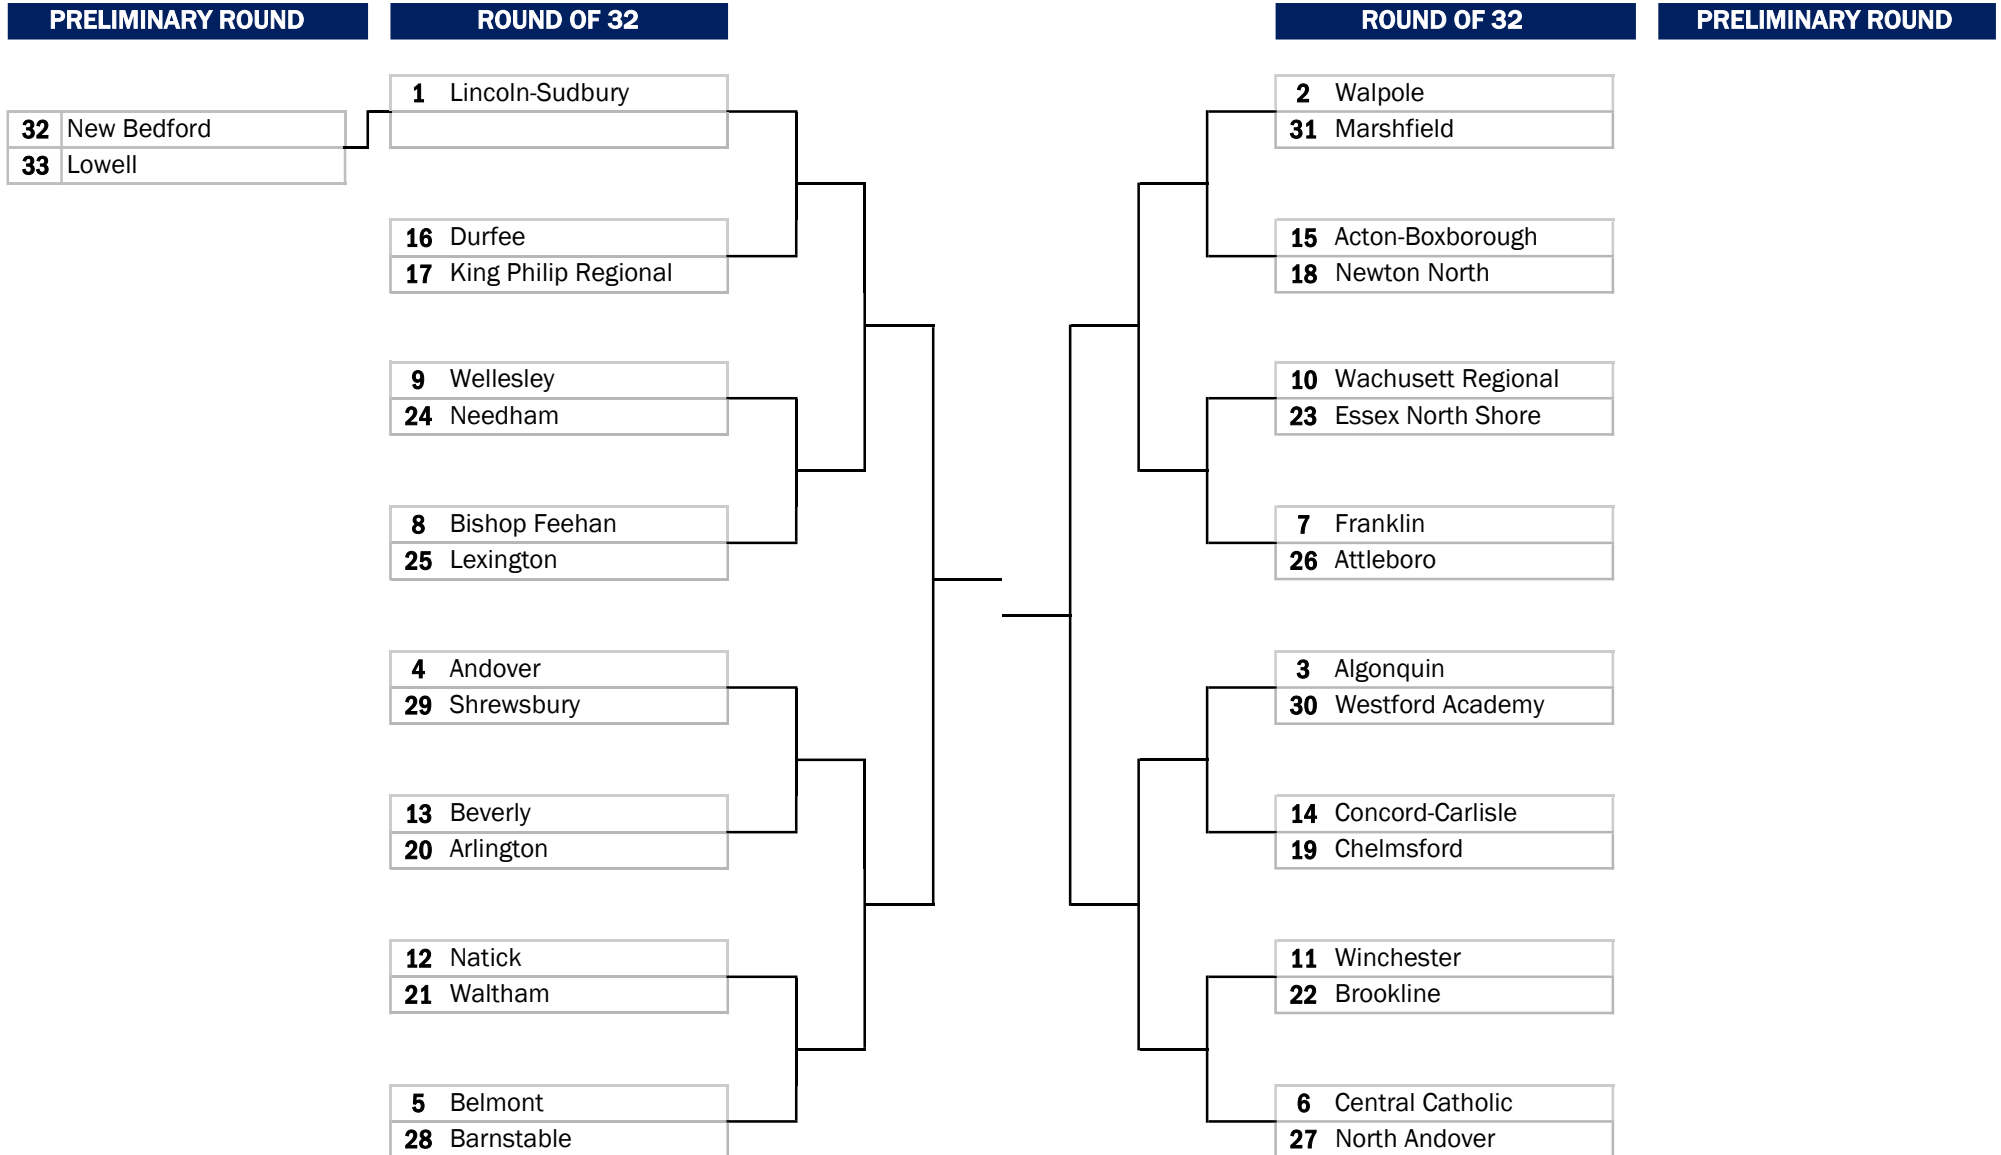 PRELIMINARY ROUND
ROUND OF 32
ROUND OF 32
PRELIMINARY ROUND
32 New Bedford
33 Lowell
1 Lincoln-Sudbury
16 Durfee
17 King Philip Regional
9 Wellesley
24 Needham
8 Bishop Feehan
25 Lexington
4 Andover
29 Shrewsbury
13 Beverly
20 Arlington
12 Natick
21 Waltham
5 Belmont
28 Barnstable
2 Walpole
31 Marshfield
15 Acton-Boxborough
18 Newton North
10 Wachusett Regional
23 Essex North Shore
7 Franklin
26 Attleboro
3 Algonquin
30 Westford Academy
14 Concord-Carlisle
19 Chelmsford
11 Winchester
22 Brookline
6 Central Catholic
27 North Andover